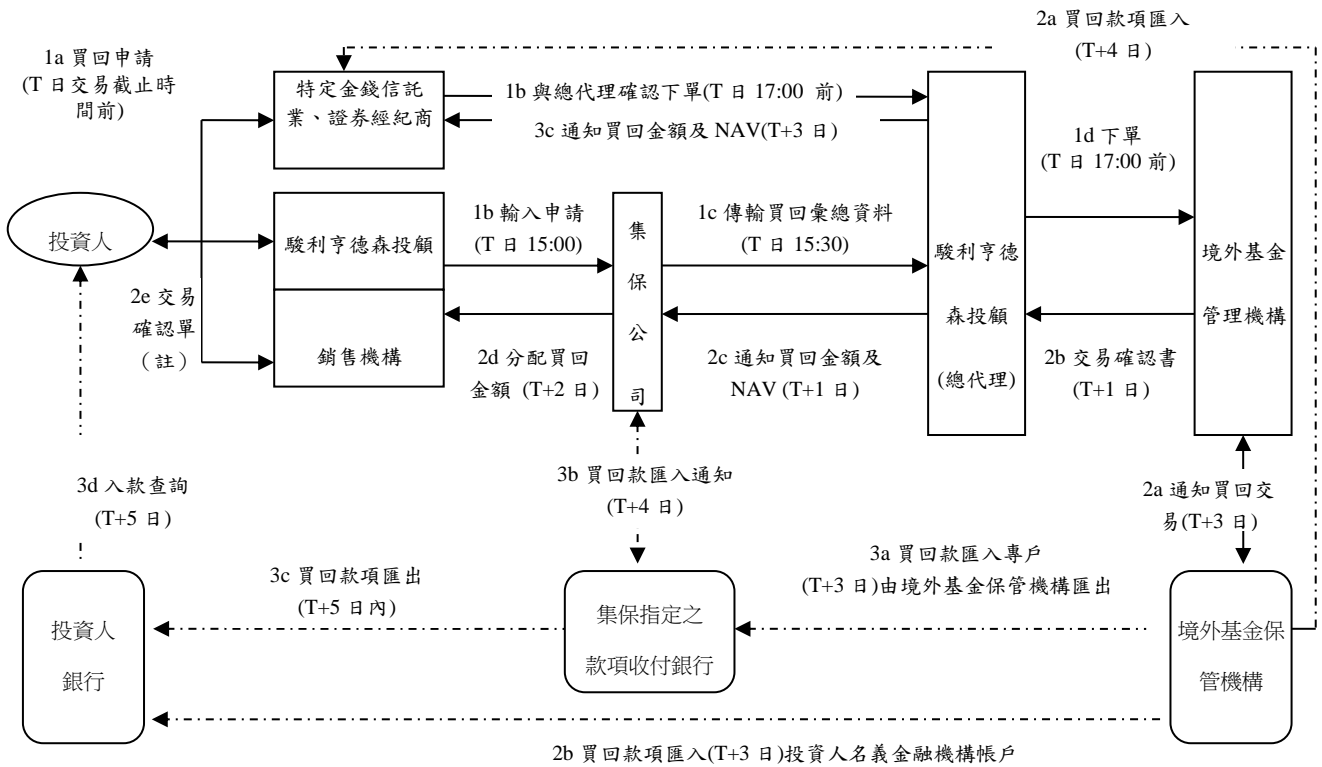 2a 買回款項匯入
(T+4 日)
1a 買回申請
(T 日交易截止時
間前)
特定金錢信託
業、證券經紀商
1b 與總代理確認下單(T 日 17:00 前)
3c 通知買回金額及 NAV(T+3 日)
1d 下單
(T 日 17:00 前)
投資人
駿利亨德森投顧
1b 輸入申請
(T 日 15:00)
集
保
公
司
1c 傳輸買回彙總資料
(T 日 15:30)
駿利亨德
森投顧
(總代理)
境外基金
管理機構
2e 交易
確認單
（註）
銷售機構
2d 分配買回
金額 (T+2 日)
2c 通知買回金額及
NAV (T+1 日)
2b 交易確認書
(T+1 日)
3d 入款查詢
(T+5 日)
3b 買回款匯入通知
(T+4 日)
2a 通知買回交
易(T+3 日)
3c 買回款項匯出
(T+5 日內)
3a 買回款匯入專戶
(T+3 日)由境外基金保管機構匯出
投資人
銀行
集保指定之
款項收付銀行
境外基金保
管機構
2b 買回款項匯入(T+3 日)投資人名義金融機構帳戶